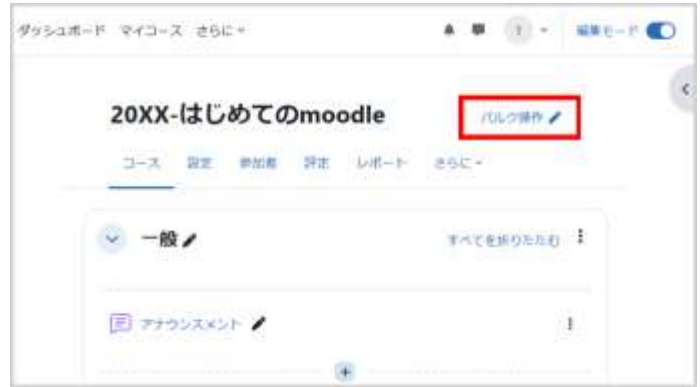 ダッシュボード マイコース さらに
T
編集モード
20XX-はじめてのmoodle
バルク操作
コース 設定 参加者 評定 レポート さらに
一般
すべてを折りたたむ
アナウンスメント